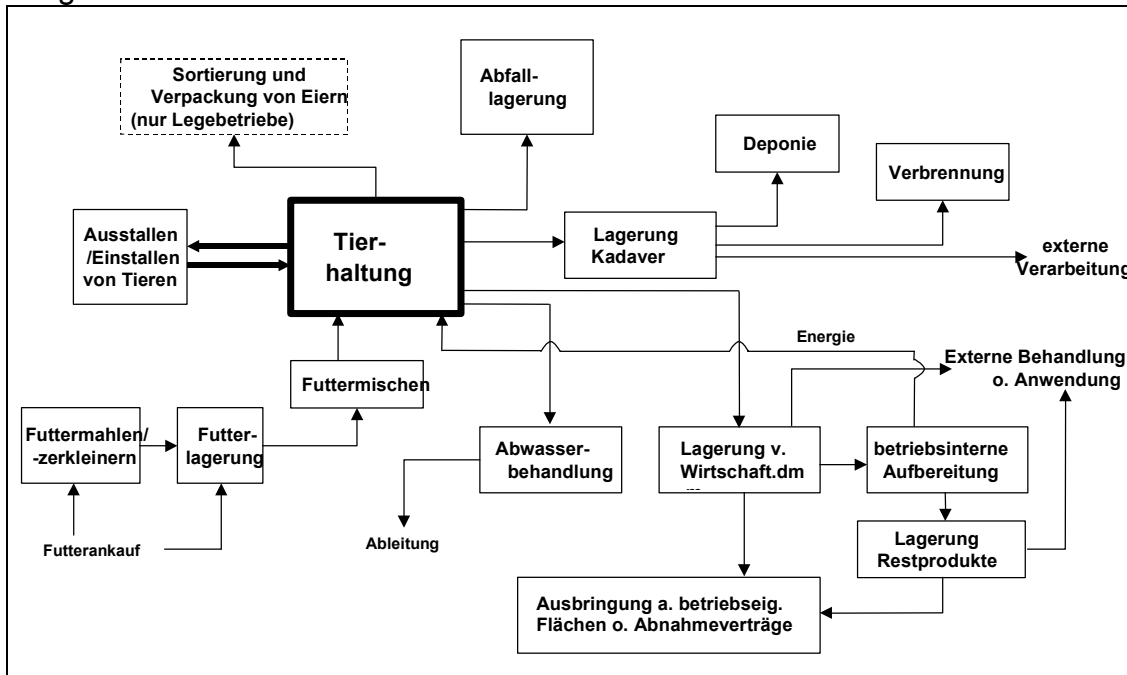 Sortierung und
Verpackung von Eiern
(nur Legebetriebe)
Abfall-
lagerung
Deponie
Verbrennung
Ausstallen
/Einstallen
von Tieren
Tier-
haltung
Lagerung
Kadaver
externe
Verarbeitung
Energie
Externe Behandlung
o. Anwendung
Futtermischen
Futtermahlen/
-zerkleinern
Futter-
lagerung
Abwasser-
behandlung
Lagerung v.
Wirtschaft.dm
betriebsinterne
Aufbereitung
Futterankauf
Ableitung
Lagerung
Restprodukte
Ausbringung a. betriebseig.
Flächen o. Abnahmeverträge